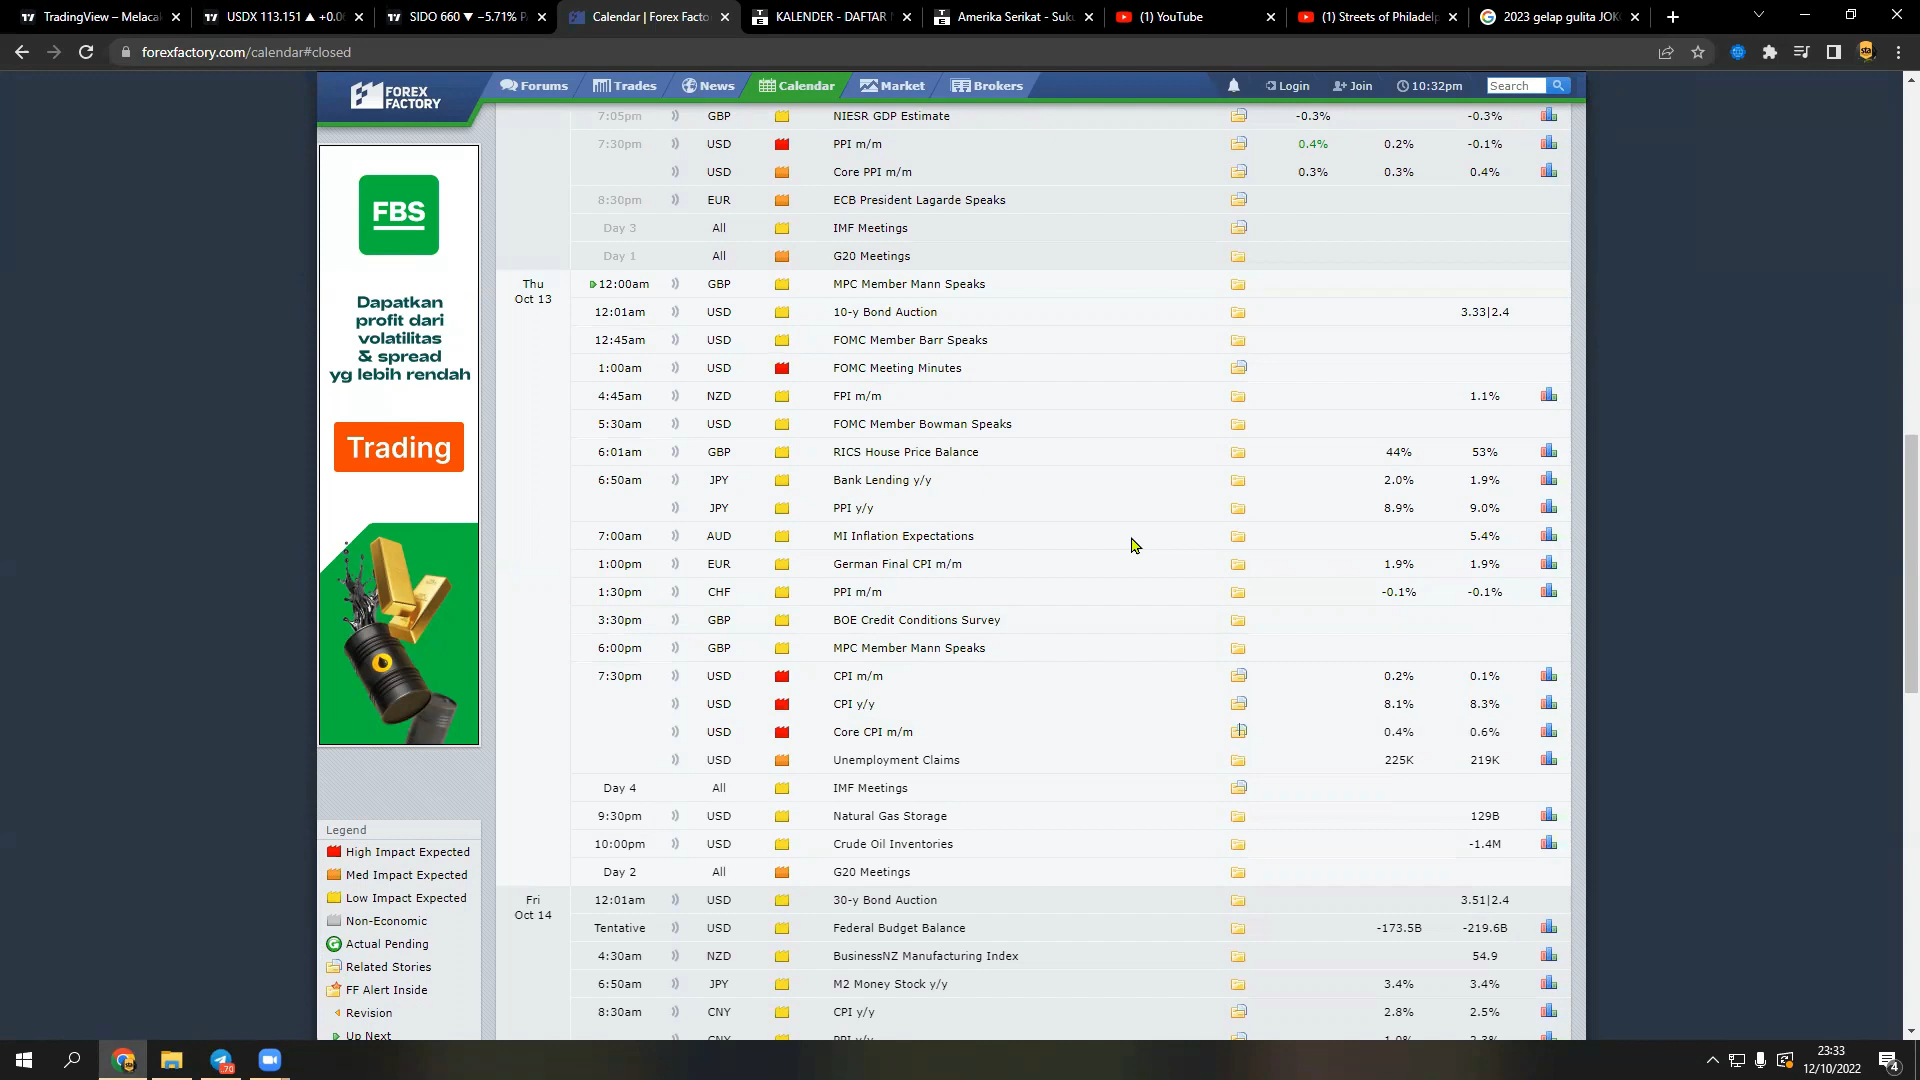 TradingView – Melaca
USDX 113.151 ▲ +0.0
SIDO 660 ▼ −5.71% P
Calendar | Forex Facto
KALENDER - DAFTAR
Amerika Serikat - Suku
(1) YouTube
(1) Streets of Philadelp
2023 gelap gulita JOK
forexfactory.com/calendar#closed
FOREX FACTORY
Forums
Trades
News
Calendar
Market
Brokers
Login
Join
10:32pm
Search
7:05pm GBP NIESR GDP Estimate -0.3% -0.3%
7:30pm USD PPI m/m 0.4% 0.2% -0.1%
USD Core PPI m/m 0.3% 0.3% 0.4%
8:30pm EUR ECB President Lagarde Speaks
Day 3 All IMF Meetings
Day 1 All G20 Meetings
Thu
Oct 13
12:00am GBP MPC Member Mann Speaks
12:01am USD 10-y Bond Auction 3.33|2.4
12:45am USD FOMC Member Barr Speaks
1:00am USD FOMC Meeting Minutes
4:45am NZD FPI m/m 1.1%
5:30am USD FOMC Member Bowman Speaks
6:01am GBP RICS House Price Balance 44% 53%
6:50am JPY Bank Lending y/y 2.0% 1.9%
JPY PPI y/y 8.9% 9.0%
7:00am AUD MI Inflation Expectations 5.4%
1:00pm EUR German Final CPI m/m 1.9% 1.9%
1:30pm CHF PPI m/m -0.1% -0.1%
3:30pm GBP BOE Credit Conditions Survey
6:00pm GBP MPC Member Mann Speaks
7:30pm USD CPI m/m 0.2% 0.1%
USD CPI y/y 8.1% 8.3%
USD Core CPI m/m 0.4% 0.6%
USD Unemployment Claims 225K 219K
Day 4 All IMF Meetings
9:30pm USD Natural Gas Storage 129B
10:00pm USD Crude Oil Inventories -1.4M
Day 2 All G20 Meetings
Fri
Oct 14
12:01am USD 30-y Bond Auction 3.51|2.4
Tentative USD Federal Budget Balance -173.5B -219.6B
4:30am NZD BusinessNZ Manufacturing Index 54.9
6:50am JPY M2 Money Stock y/y 3.4% 3.4%
8:30am CNY CPI y/y 2.8% 2.5%
FBS
Dapatkan
profit dari
volatilitas
& spread
yg lebih rendah
Trading
Legend
High Impact Expected
Med Impact Expected
Low Impact Expected
Non-Economic
Actual Pending
Related Stories
FF Alert Inside
Revision
Up Next
70
23:33
12/10/2022
4